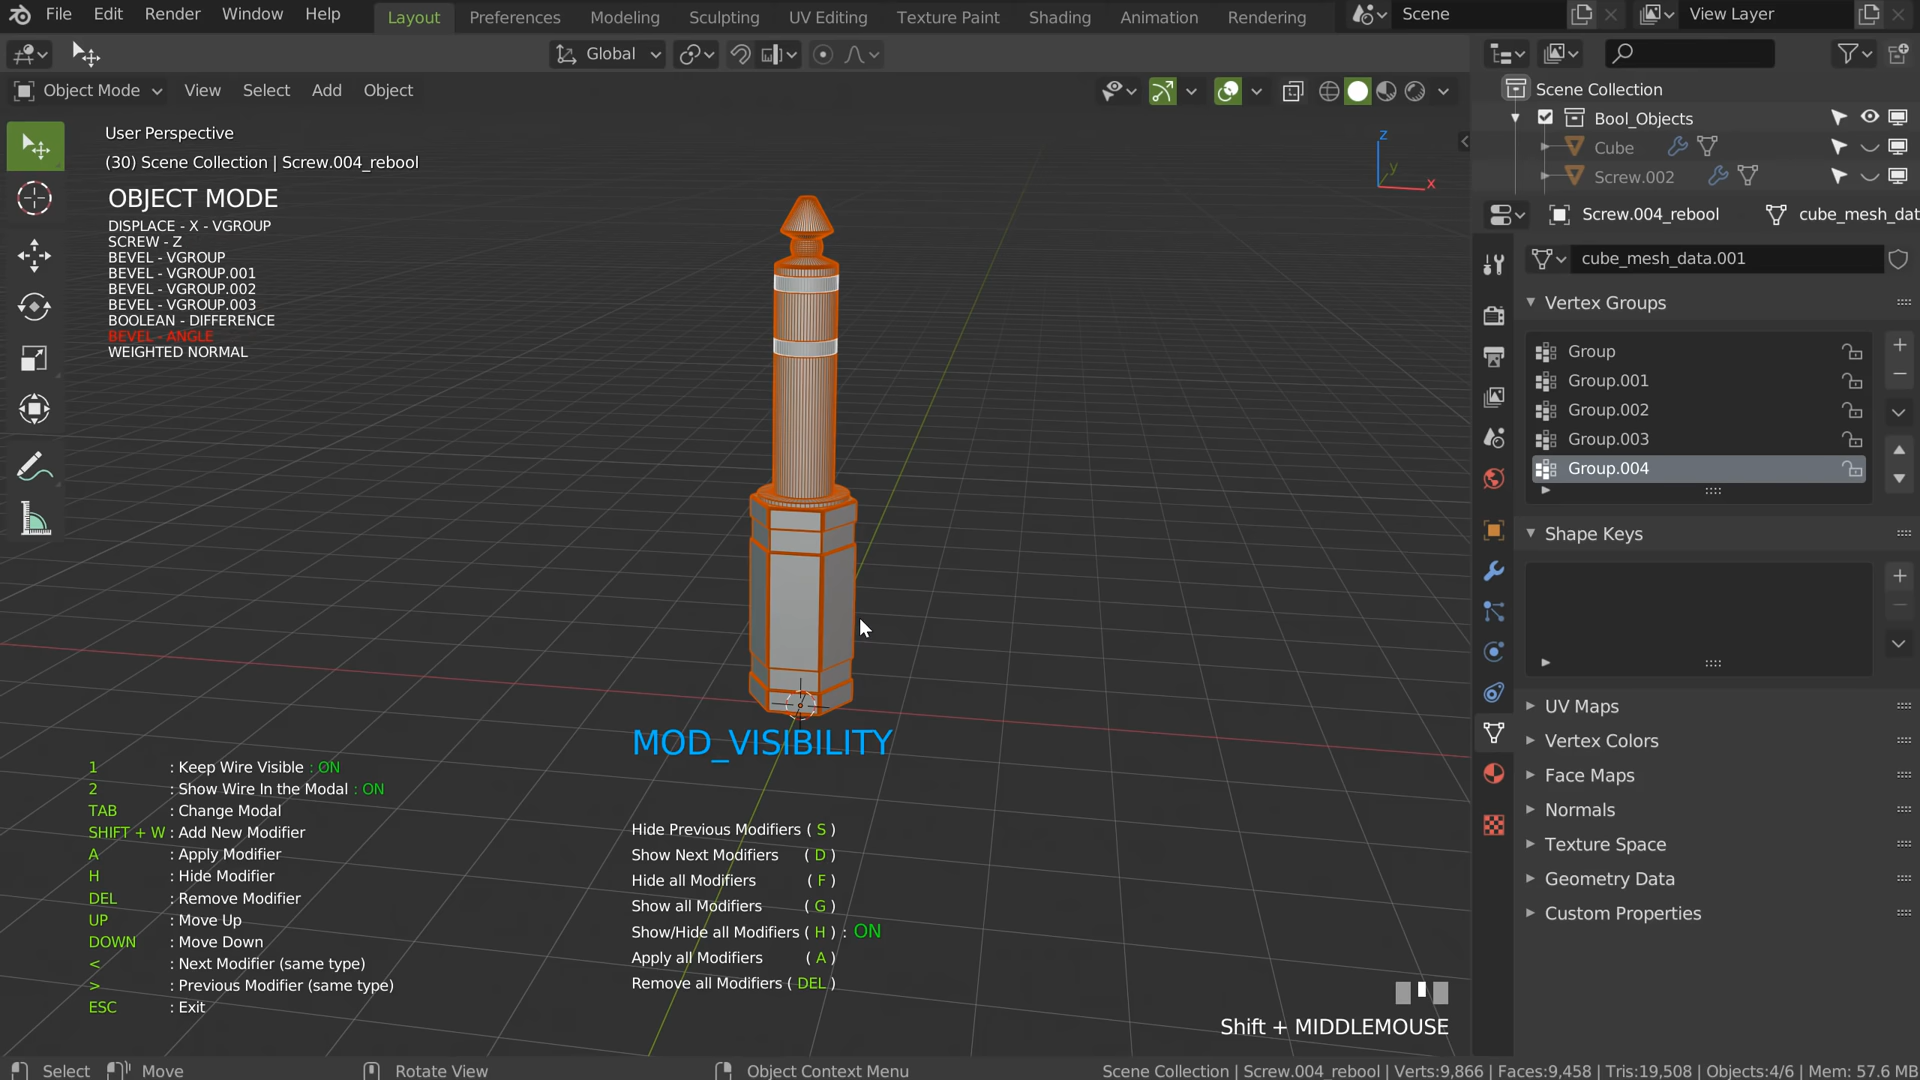 File Edit Render Window Help Layout Preferences Modeling Sculpting UV Editing Texture Paint Shading Animation Rendering Scene View Layer
Global
Object Mode View Select Add Object
User Perspective
(30) Scene Collection | Screw.004_rebool
OBJECT MODE
DISPLACE - X - VGROUP
SCREW - Z
BEVEL - VGROUP
BEVEL - VGROUP.001
BEVEL - VGROUP.002
BEVEL - VGROUP.003
BOOLEAN - DIFFERENCE
BEVEL - ANGLE
WEIGHTED NORMAL
z
y
x
MOD_VISIBILITY
1 : Keep Wire Visible : ON
2 : Show Wire In the Modal : ON
TAB : Change Modal
SHIFT + W : Add New Modifier
A : Apply Modifier
H : Hide Modifier
DEL : Remove Modifier
UP : Move Up
DOWN : Move Down
< : Next Modifier (same type)
> : Previous Modifier (same type)
ESC : Exit
Hide Previous Modifiers ( S )
Show Next Modifiers ( D )
Hide all Modifiers ( F )
Show all Modifiers ( G )
Show/Hide all Modifiers ( H ) : ON
Apply all Modifiers ( A )
Remove all Modifiers ( DEL )
Shift + MIDDLEMOUSE
Scene Collection
Bool_Objects
Cube
Screw.002
Screw.004_rebool cube_mesh_dat
cube_mesh_data.001
Vertex Groups
Group
Group.001
Group.002
Group.003
Group.004
Shape Keys
UV Maps
Vertex Colors
Face Maps
Normals
Texture Space
Geometry Data
Custom Properties
Select Move Rotate View Object Context Menu Scene Collection | Screw.004_rebool | Verts:9,866 | Faces:9,458 | Tris:19,508 | Objects:4/6 | Mem: 57.6 MB